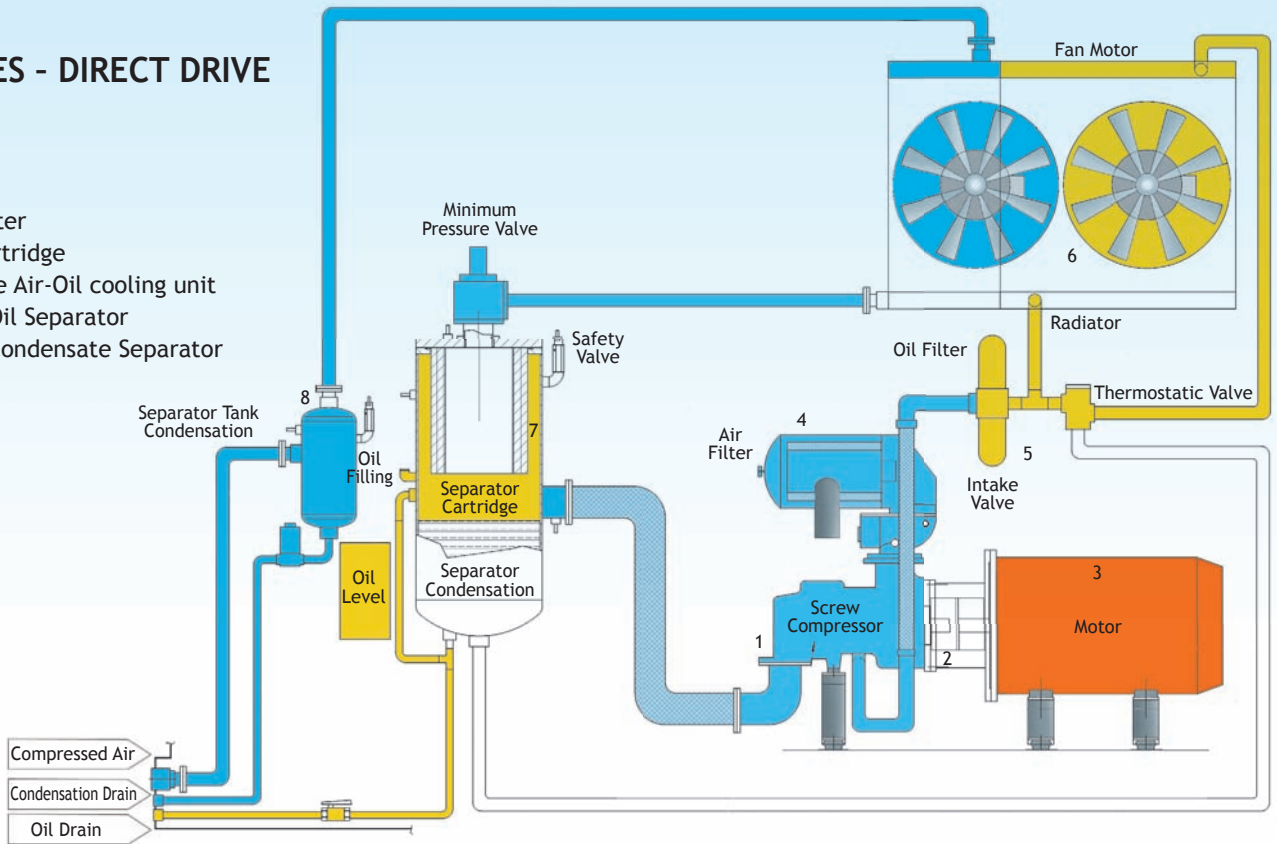 ES - DIRECT DRIVE
ter
rtridge
e Air-Oil cooling unit
Oil Separator
Condensate Separator
Fan Motor
6
Minimum
Pressure Valve
Radiator
Safety
Valve
Oil Filter
Thermostatic Valve
8
Separator Tank
Condensation
Oil
Filling
7
4
Air
Filter
5
Intake
Valve
Separator
Cartridge
Oil
Level
Separator
Condensation
1
Screw
Compressor
2
3
Motor
Compressed Air
Condensation Drain
Oil Drain